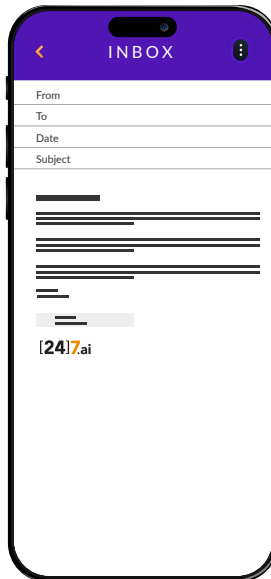 INBOX
From
To
Date
Subject
[24]7.ai